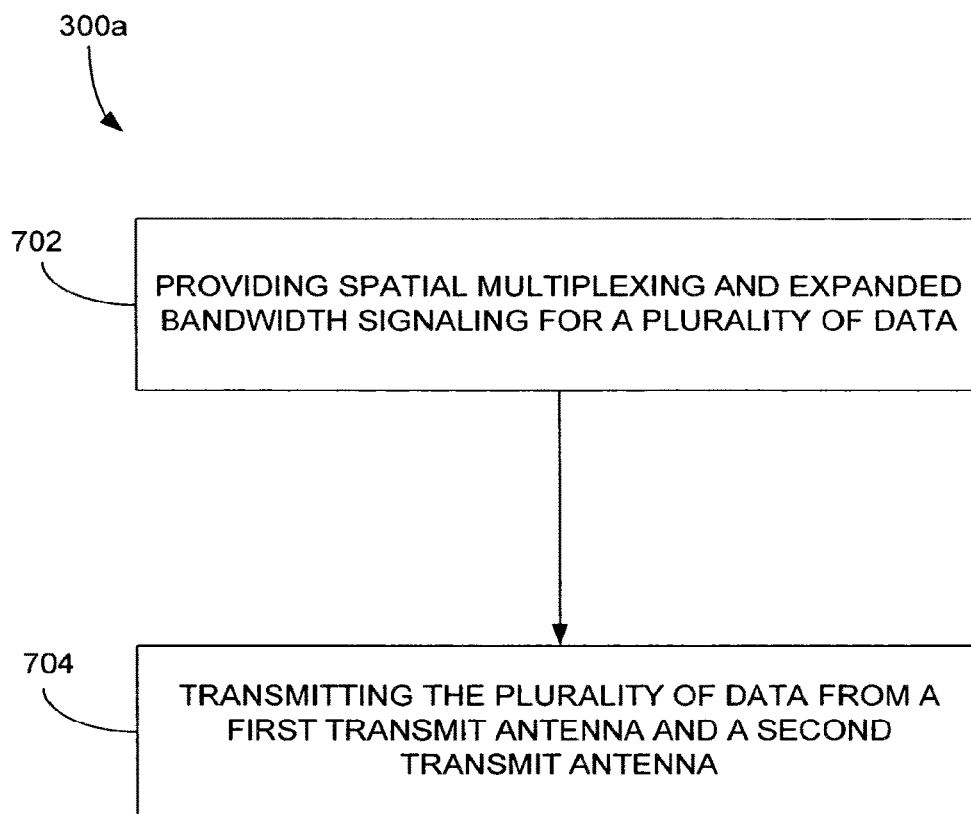 300a
702
PROVIDING SPATIAL MULTIPLEXING AND EXPANDED
BANDWIDTH SIGNALING FOR A PLURALITY OF DATA
704
TRANSMITTING THE PLURALITY OF DATA FROM A
FIRST TRANSMIT ANTENNA AND A SECOND
TRANSMIT ANTENNA